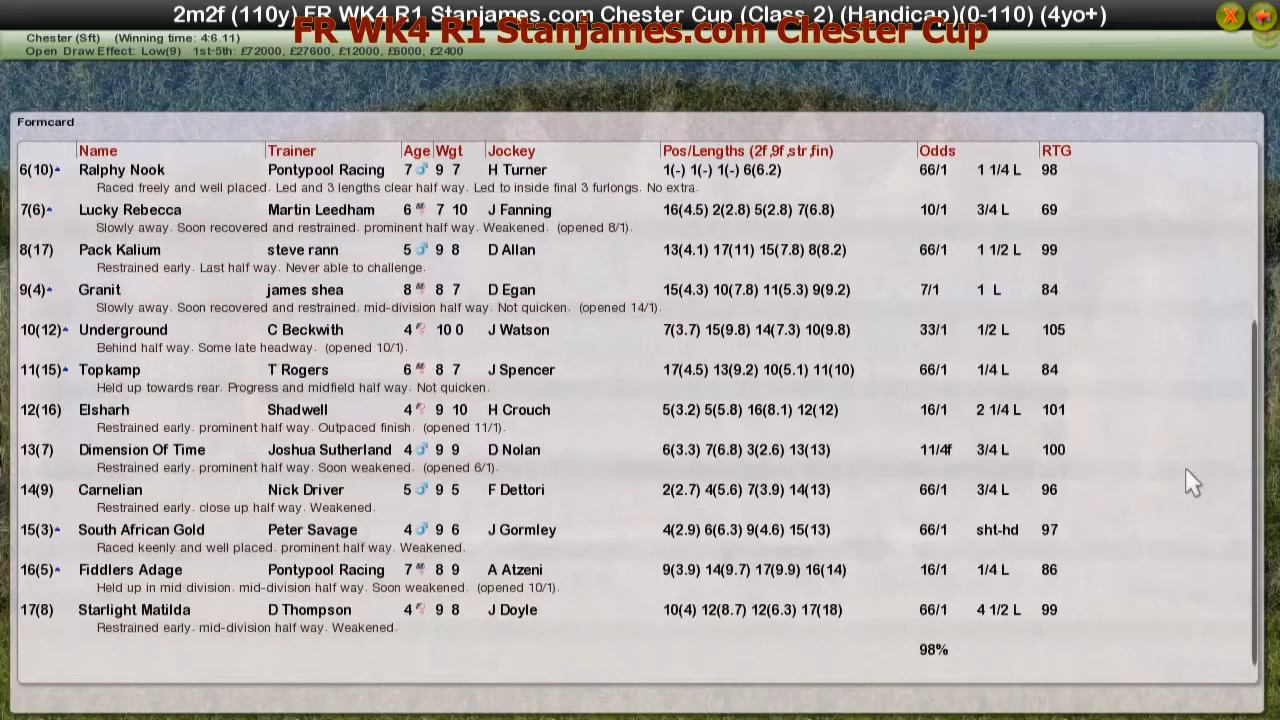 2m2f (110y) FR WK4 R1 Stanjames.com Chester Cup (Class 2) (Handicap)(0-110) (4yo+)
FR WK4 R1 Stanjames.com Chester Cup
Chester (Sft) (Winning time: 4:6.11)
Open Draw Effect: Low(9) 1st-5th: £72000, £27600, £12000, £6000, £2400
Formcard
Name Trainer Age Wgt Jockey Pos/Lengths (2f,9f,str,fin) Odds RTG
6(10) Ralphy Nook Pontypool Racing 7 9 7 H Turner 1(-) 1(-) 1(-) 6(6.2) 66/1 1 1/4 L 98
Raced freely and well placed. Led and 3 lengths clear half way. Led to inside final 3 furlongs. No extra.
7(6) Lucky Rebecca Martin Leedham 6 7 10 J Fanning 16(4.5) 2(2.8) 5(2.8) 7(6.8) 10/1 3/4 L 69
Slowly away. Soon recovered and restrained. prominent half way. Weakened. (opened 8/1).
8(17) Pack Kalium steve rann 5 9 8 D Allan 13(4.1) 17(11) 15(7.8) 8(8.2) 66/1 1 1/2 L 99
Restrained early. Last half way. Never able to challenge.
9(4) Granit james shea 8 8 7 D Egan 15(4.3) 10(7.8) 11(5.3) 9(9.2) 7/1 1 L 84
Slowly away. Soon recovered and restrained. mid-division half way. Not quicken. (opened 14/1).
10(12) Underground C Beckwith 4 10 0 J Watson 7(3.7) 15(9.8) 14(7.3) 10(9.8) 33/1 1/2 L 105
Behind half way. Some late headway. (opened 10/1).
11(15) Topkamp T Rogers 6 8 7 J Spencer 17(4.5) 13(9.2) 10(5.1) 11(10) 66/1 1/4 L 84
Held up towards rear. Progress and midfield half way. Not quicken.
12(16) Elsharh Shadwell 4 9 10 H Crouch 5(3.2) 5(5.8) 16(8.1) 12(12) 16/1 2 1/4 L 101
Restrained early. prominent half way. Outpaced finish. (opened 11/1).
13(7) Dimension Of Time Joshua Sutherland 4 9 9 D Nolan 6(3.3) 7(6.8) 3(2.6) 13(13) 11/4f 3/4 L 100
Restrained early. prominent half way. Soon weakened. (opened 6/1).
14(9) Carnelian Nick Driver 5 9 5 F Dettori 2(2.7) 4(5.6) 7(3.9) 14(13) 66/1 3/4 L 96
Restrained early. close up half way. Weakened.
15(3) South African Gold Peter Savage 4 9 6 J Gormley 4(2.9) 6(6.3) 9(4.6) 15(13) 66/1 sht-hd 97
Raced keenly and well placed. prominent half way. Weakened.
16(5) Fiddlers Adage Pontypool Racing 7 8 9 A Atzeni 9(3.9) 14(9.7) 17(9.9) 16(14) 16/1 1/4 L 86
Held up in mid division. mid-division half way. Soon weakened. (opened 10/1).
17(8) Starlight Matilda D Thompson 4 9 8 J Doyle 10(4) 12(8.7) 12(6.3) 17(18) 66/1 4 1/2 L 99
Restrained early. mid-division half way. Weakened.
98%